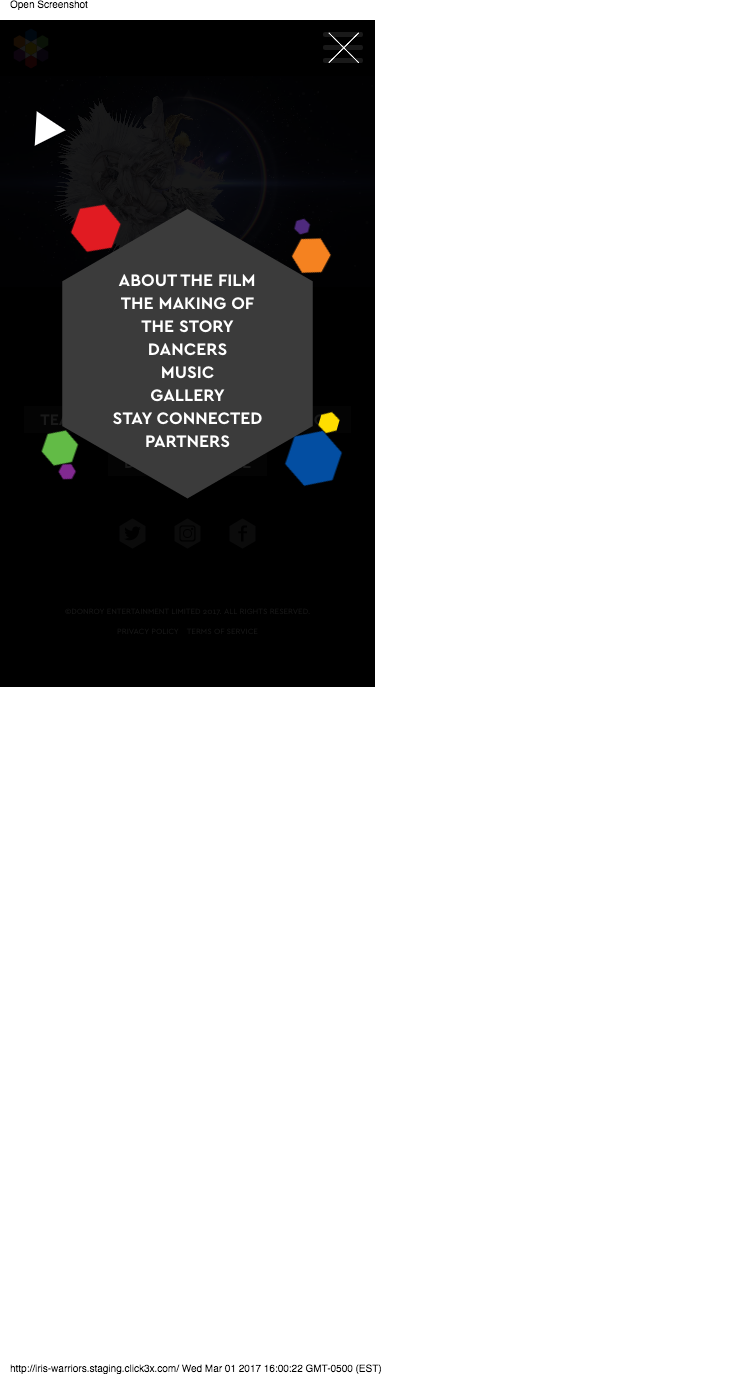 Open Screenshot
ABOUT THE FILM
THE MAKING OF
THE STORY
DANCERS
MUSIC
GALLERY
STAY CONNECTED
PARTNERS
©DONROY ENTERTAINMENT LIMITED 2017. ALL RIGHTS RESERVED.
PRIVACY POLICY TERMS OF SERVICE
http://iris-warriors.staging.click3x.com/ Wed Mar 01 2017 16:00:22 GMT-0500 (EST)